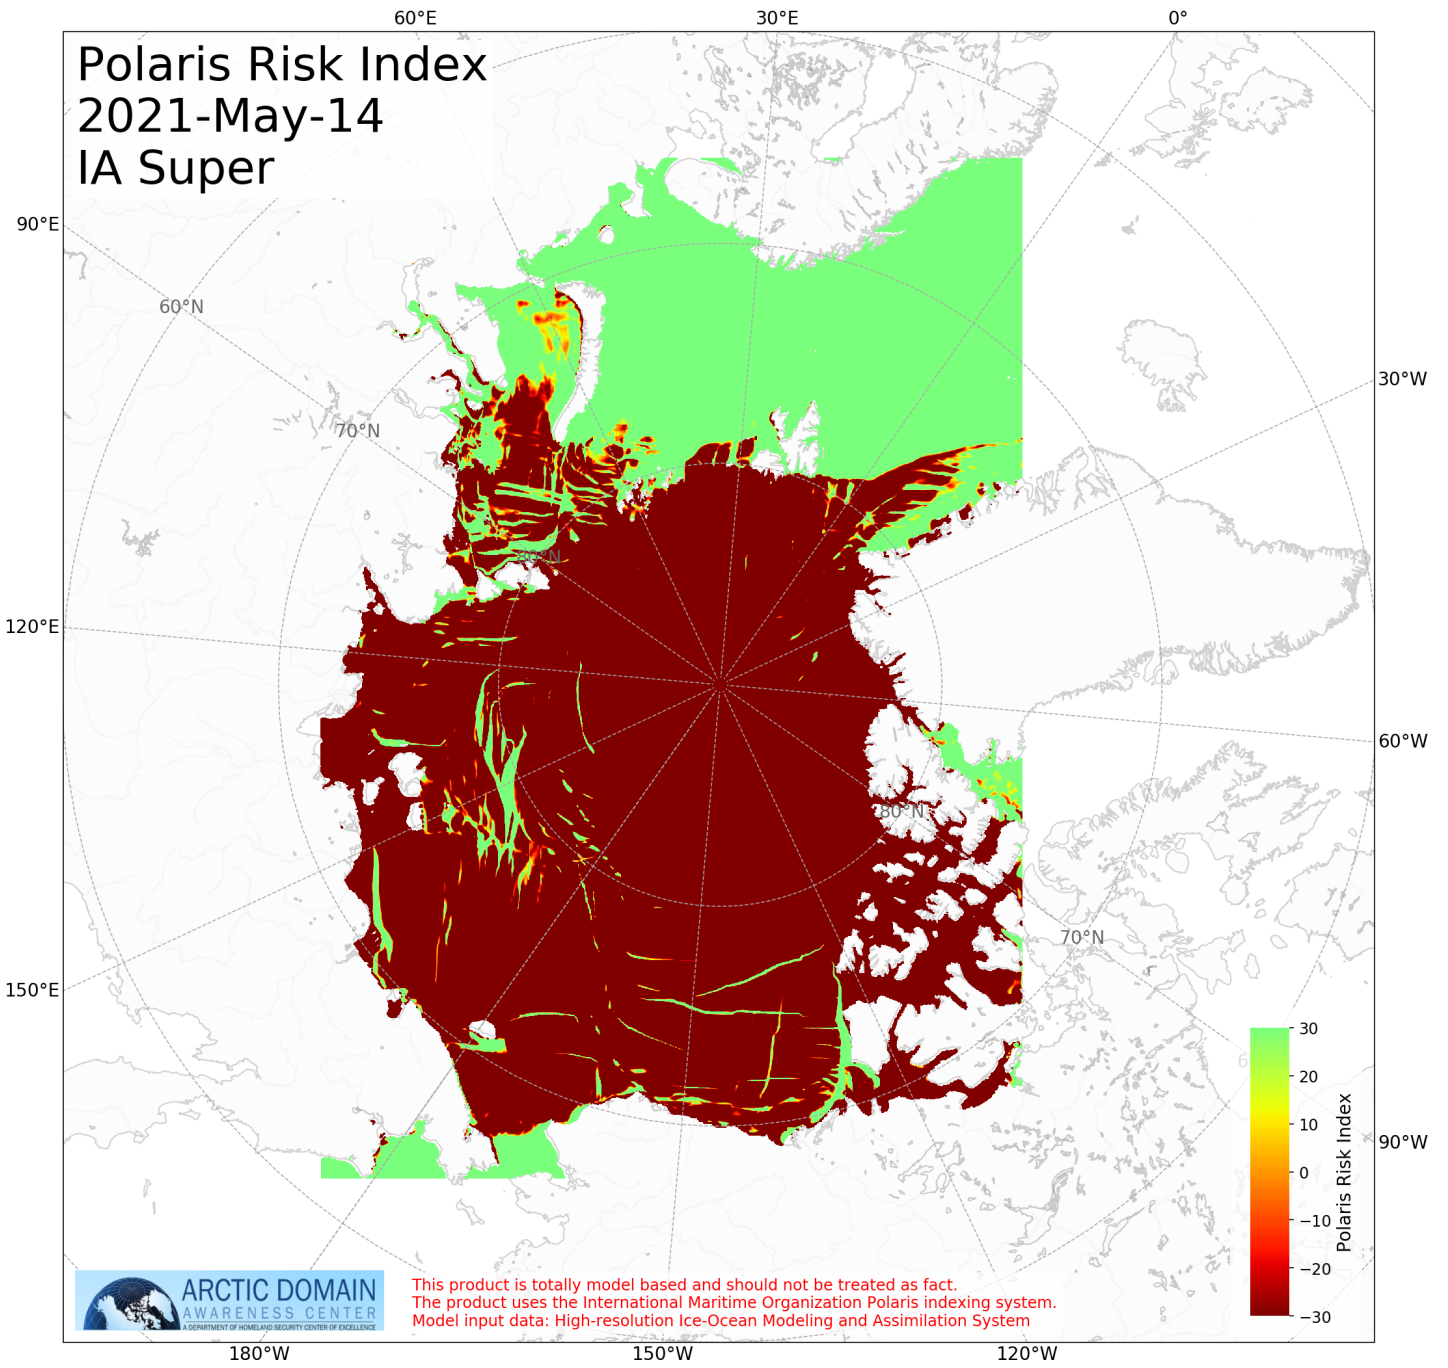 60°E 30°E 0°
Polaris Risk Index
2021-May-14
IA Super
90°E
60°N
30°W
70°N
80°N
120°E
60°W
80°N
70°N
150°E
30
20
10
0
−10
−20
−30
Polaris Risk Index
90°W
ARCTIC DOMAIN
AWARENESS CENTER
A DEPARTMENT OF HOMELAND SECURITY CENTER OF EXCELLENCE
This product is totally model based and should not be treated as fact.
The product uses the International Maritime Organization Polaris indexing system.
Model input data: High-resolution Ice-Ocean Modeling and Assimilation System
180°W 150°W 120°W